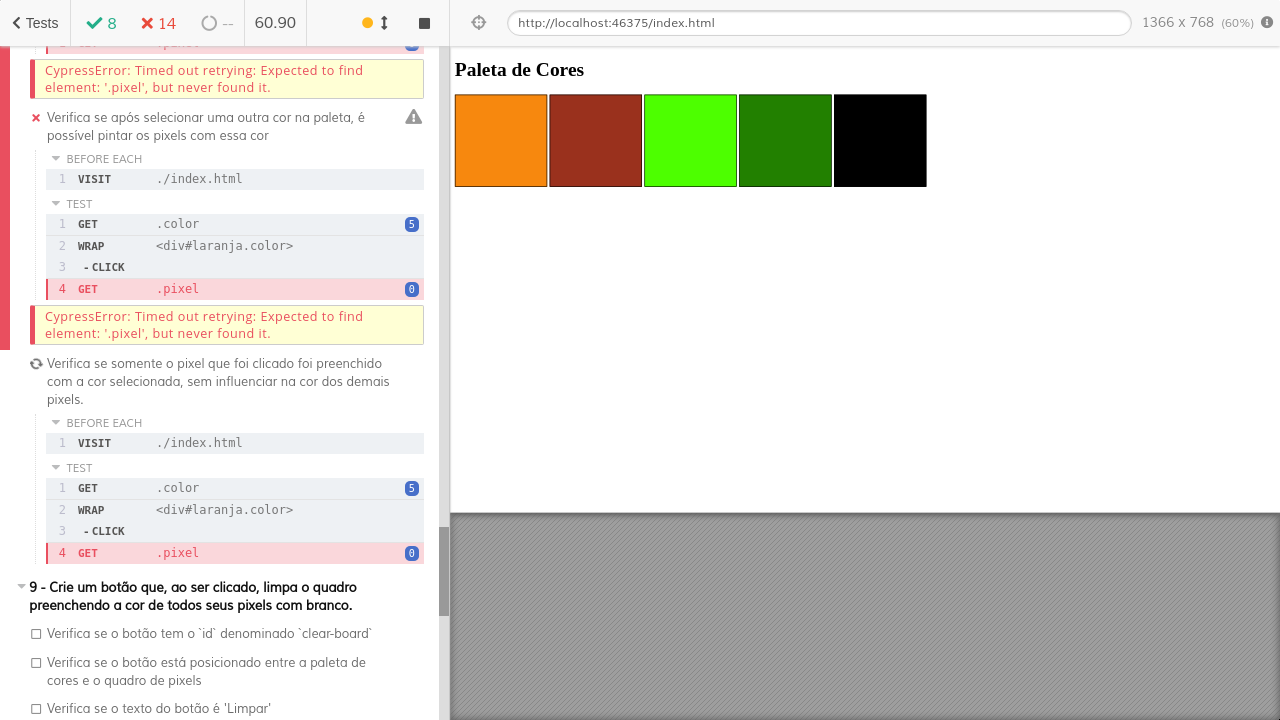 Tests
8
14
--
60.90
http://localhost:46375/index.html
1366 x 768 (60%)
CypressError: Timed out retrying: Expected to find
element: '.pixel', but never found it.
Verifica se após selecionar uma outra cor na paleta, é
possível pintar os pixels com essa cor
BEFORE EACH
1 VISIT ./index.html
TEST
1 GET .color 5
2 WRAP <div#laranja.color>
3 - CLICK
4 GET .pixel 0
CypressError: Timed out retrying: Expected to find
element: '.pixel', but never found it.
Verifica se somente o pixel que foi clicado foi preenchido
com a cor selecionada, sem influenciar na cor dos demais
pixels.
BEFORE EACH
1 VISIT ./index.html
TEST
1 GET .color 5
2 WRAP <div#laranja.color>
3 - CLICK
4 GET .pixel 0
9 - Crie um botão que, ao ser clicado, limpa o quadro
preenchendo a cor de todos seus pixels com branco.
Verifica se o botão tem o `id` denominado `clear-board`
Verifica se o botão está posicionado entre a paleta de
cores e o quadro de pixels
Verifica se o texto do botão é 'Limpar'
Paleta de Cores